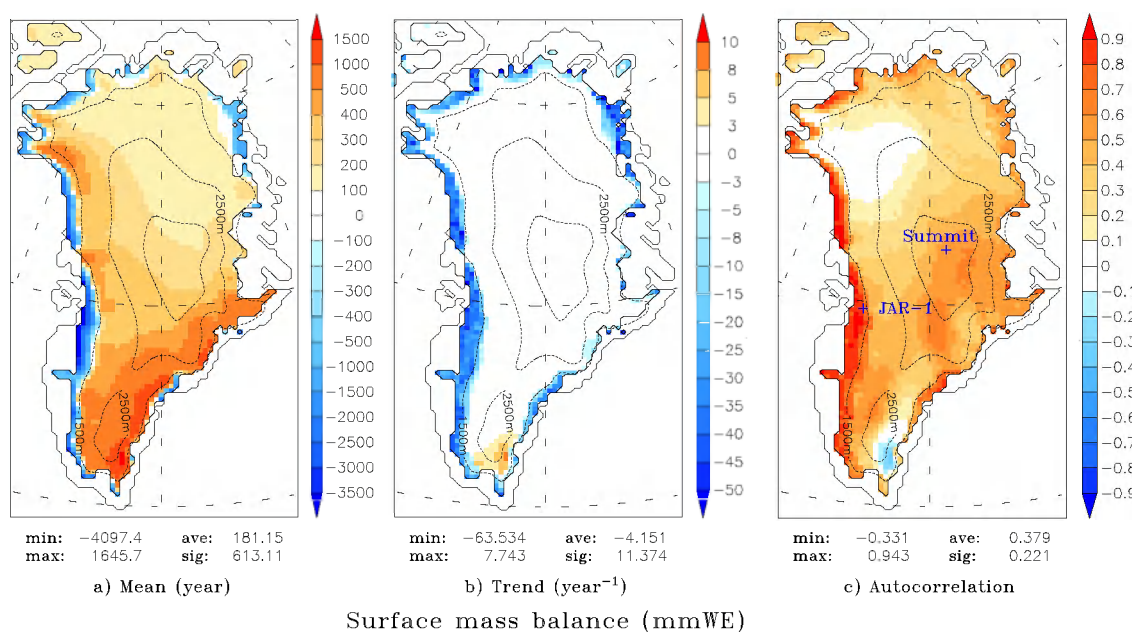 1500
1000
500
400
300
200
100
0
-100
-200
-300
-400
-500
-1000
-1500
-2000
-2500
-3000
-3500
2500m
2500m
1500m
min: -4097.4 ave: 181.15
max: 1645.7 sig: 613.11
a) Mean (year)
10
8
5
3
0
-3
-5
-8
-10
-15
-20
-25
-30
-35
-40
-45
-50
2500m
2500m
1500m
min: -63.534 ave: -4.151
max: 7.743 sig: 11.374
b) Trend (year⁻¹)
0.9
0.8
0.7
0.6
0.5
0.4
0.3
0.2
0.1
0
-0.1
-0.2
-0.3
-0.4
-0.5
-0.6
-0.7
-0.8
-0.9
2500m
Summit
+
+ JAR-1
2500m
1500m
min: -0.331 ave: 0.379
max: 0.943 sig: 0.221
c) Autocorrelation
Surface mass balance (mmWE)